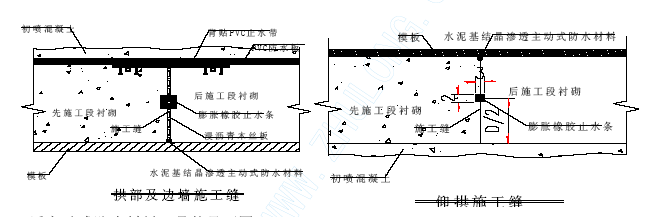 初喷混凝土
背贴PVC止水带
PVC防水板
后施工段衬砌
先施工段衬砌
膨胀橡胶止水条
施工缝
浸沥青木丝板
模板
水泥基结晶渗透主动式防水材料
拱部及边墙施工缝
模板
水泥基结晶渗透主动式防水材料
3
后施工段衬砌
2
先施工段衬砌
膨胀橡胶止水条
施工缝
D/2
初喷混凝土
仰拱施工缝